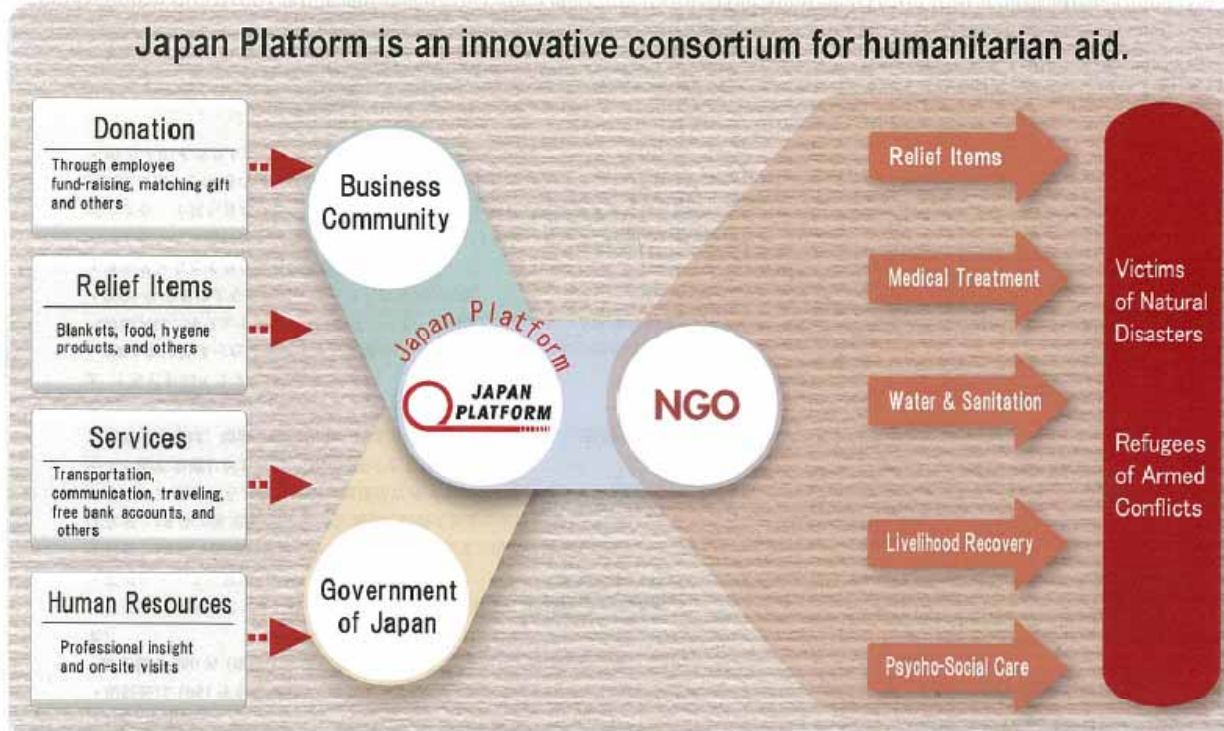 Japan Platform is an innovative consortium for humanitarian aid.
Donation
Through employee
fund-raising, matching gift
and others
Relief Items
Blankets, food, hygene
products, and others
Services
Transportation,
communication, traveling,
free bank accounts, and
others
Human Resources
Professional insight
and on-site visits
Business
Community
Japan Platform
JAPAN
PLATFORM
NGO
Government
of Japan
Relief Items
Medical Treatment
Water & Sanitation
Livelihood Recovery
Psycho-Social Care
Victims
of Natural
Disasters
Refugees
of Armed
Conflicts